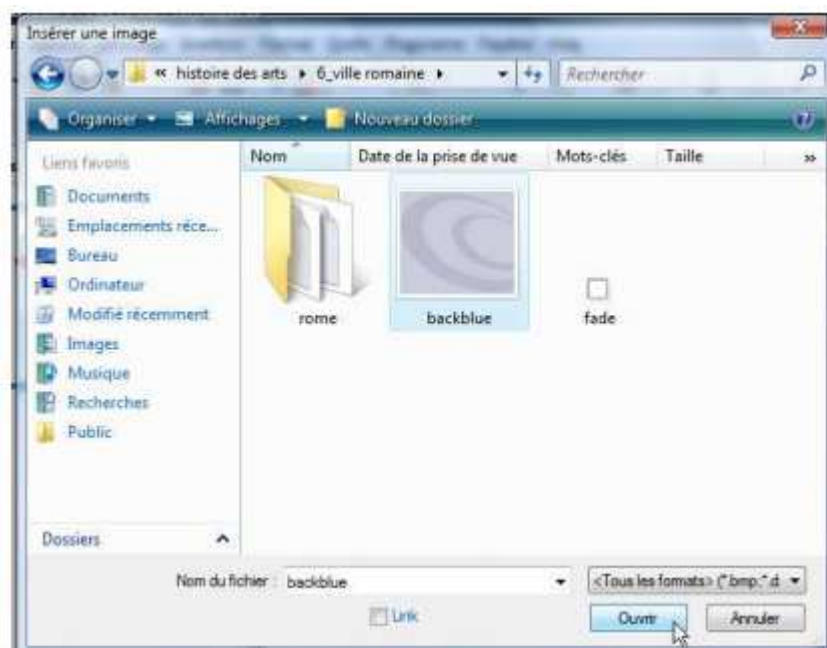 Insérer une image
« histoire des arts ▸ 6_ville romaine ▸ Rechercher
Organiser Affichages Nouveau dossier
Liens favoris
Nom Date de la prise de vue Mots-clés Taille »
Documents
Emplacements réce...
Bureau
Ordinateur
Modifié récemment
Images
Musique
Recherches
Public
rome backblue fade
Dossiers
Nom du fichier : backblue <Tous les formats> (*.bmp;*.d
Link Ouvrir Annuler